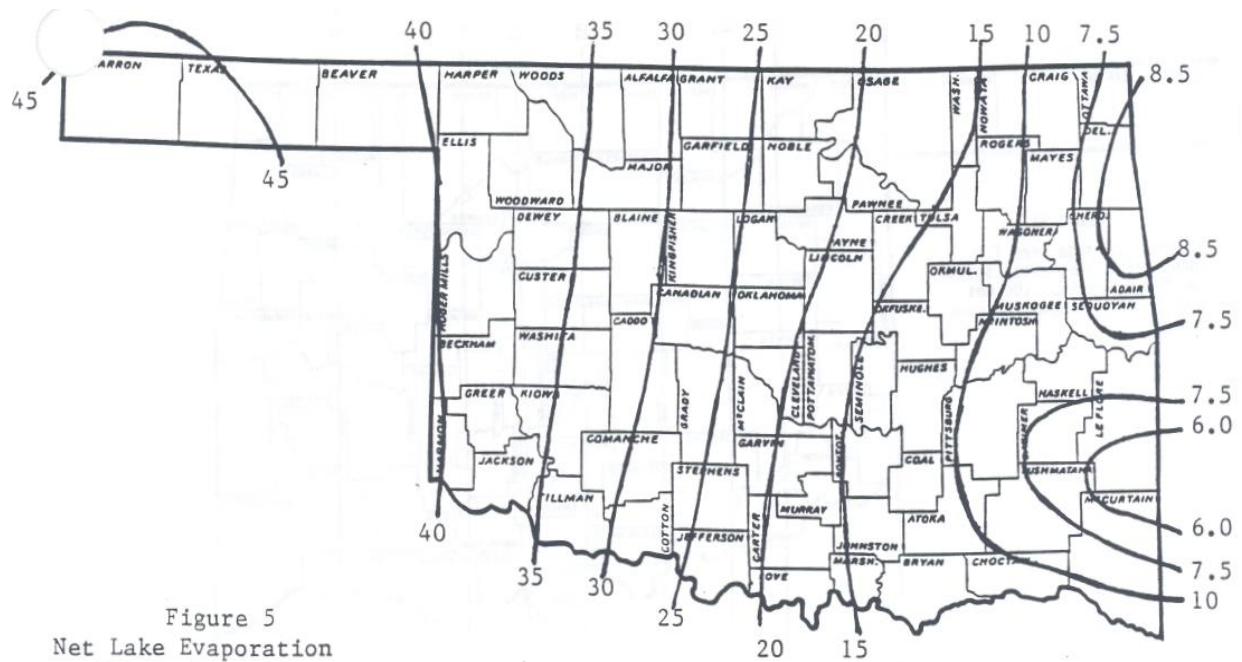 40 35 30 25 20 15 10 7.5
8.5
45
ARRON TEXAS BEAVER HARPER WOODS ALFALFA GRANT KAY OSAGE WASH. NOWATA CRAIG OTTAWA
DEL.
45
ELLIS MAJOR GARFIELD NOBLE ROGERS MAYES
WOODWARD PAWNEE
DEWEY BLAINE KINGFISHER LOGAN CREEK TULSA CHERO.
WAGONER
PAYNE
LINCOLN
8.5
ROGER MILLS CUSTER OKMUL.
ADAIR
CANADIAN OKLAHOMA MUSKOGEE SEQUOYAH
CADDO OKFUSKE. McINTOSH
7.5
BECKHAM WASHITA
CLEVELAND POTTAWATOM. SEMINOLE HUGHES
GREER KIOWA GRADY McCLAIN PITTSBURG HASKELL LE FLORE
7.5
6.0
HARMON JACKSON COMANCHE GARVIN PONTOT. COAL LATIMER
STEPHENS PUSHMATAHA
TILLMAN McCURTAIN
COTTON CARTER MURRAY ATOKA
40
6.0
JEFFERSON JOHNSTON
MARSH. BRYAN CHOCTAW
LOVE
35 30 7.5
10
25
20 15
Figure 5
Net Lake Evaporation